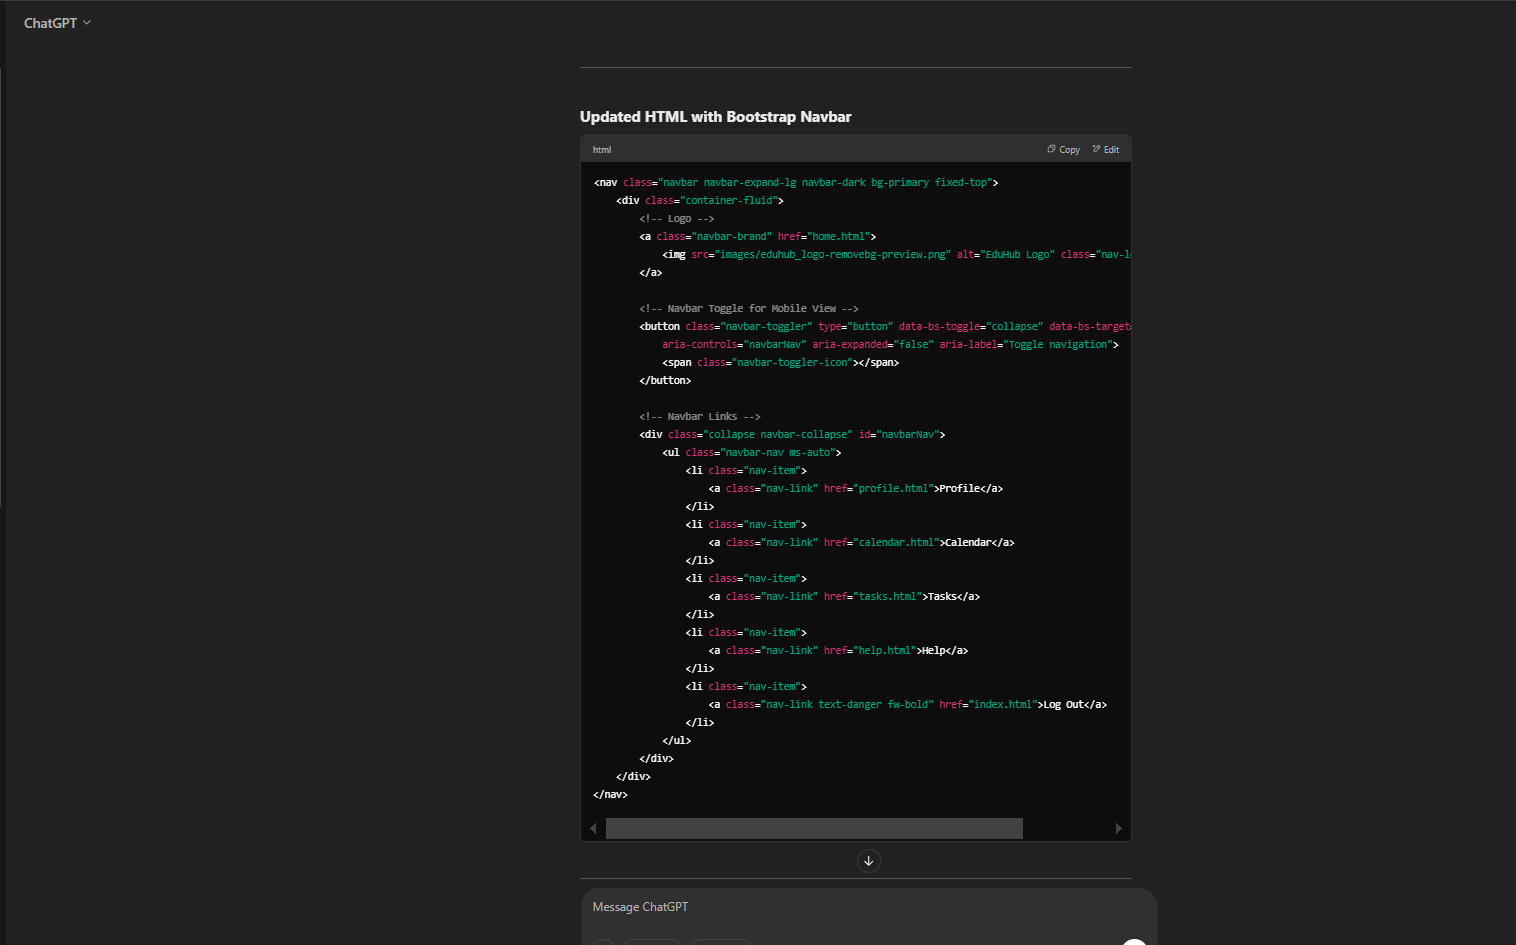 ChatGPT
Updated HTML with Bootstrap Navbar
html
Copy
Edit
<nav class="navbar navbar-expand-lg navbar-dark bg-primary fixed-top">
    <div class="container-fluid">
        <!-- Logo -->
        <a class="navbar-brand" href="home.html">
            <img src="images/eduhub_logo-removebg-preview.png" alt="EduHub Logo" class="nav-l
        </a>
        <!-- Navbar Toggle for Mobile View -->
        <button class="navbar-toggler" type="button" data-bs-toggle="collapse" data-bs-target=
            aria-controls="navbarNav" aria-expanded="false" aria-label="Toggle navigation">
            <span class="navbar-toggler-icon"></span>
        </button>
        <!-- Navbar Links -->
        <div class="collapse navbar-collapse" id="navbarNav">
            <ul class="navbar-nav ms-auto">
                <li class="nav-item">
                    <a class="nav-link" href="profile.html">Profile</a>
                </li>
                <li class="nav-item">
                    <a class="nav-link" href="calendar.html">Calendar</a>
                </li>
                <li class="nav-item">
                    <a class="nav-link" href="tasks.html">Tasks</a>
                </li>
                <li class="nav-item">
                    <a class="nav-link" href="help.html">Help</a>
                </li>
                <li class="nav-item">
                    <a class="nav-link text-danger fw-bold" href="index.html">Log Out</a>
                </li>
            </ul>
        </div>
    </div>
</nav>
Message ChatGPT